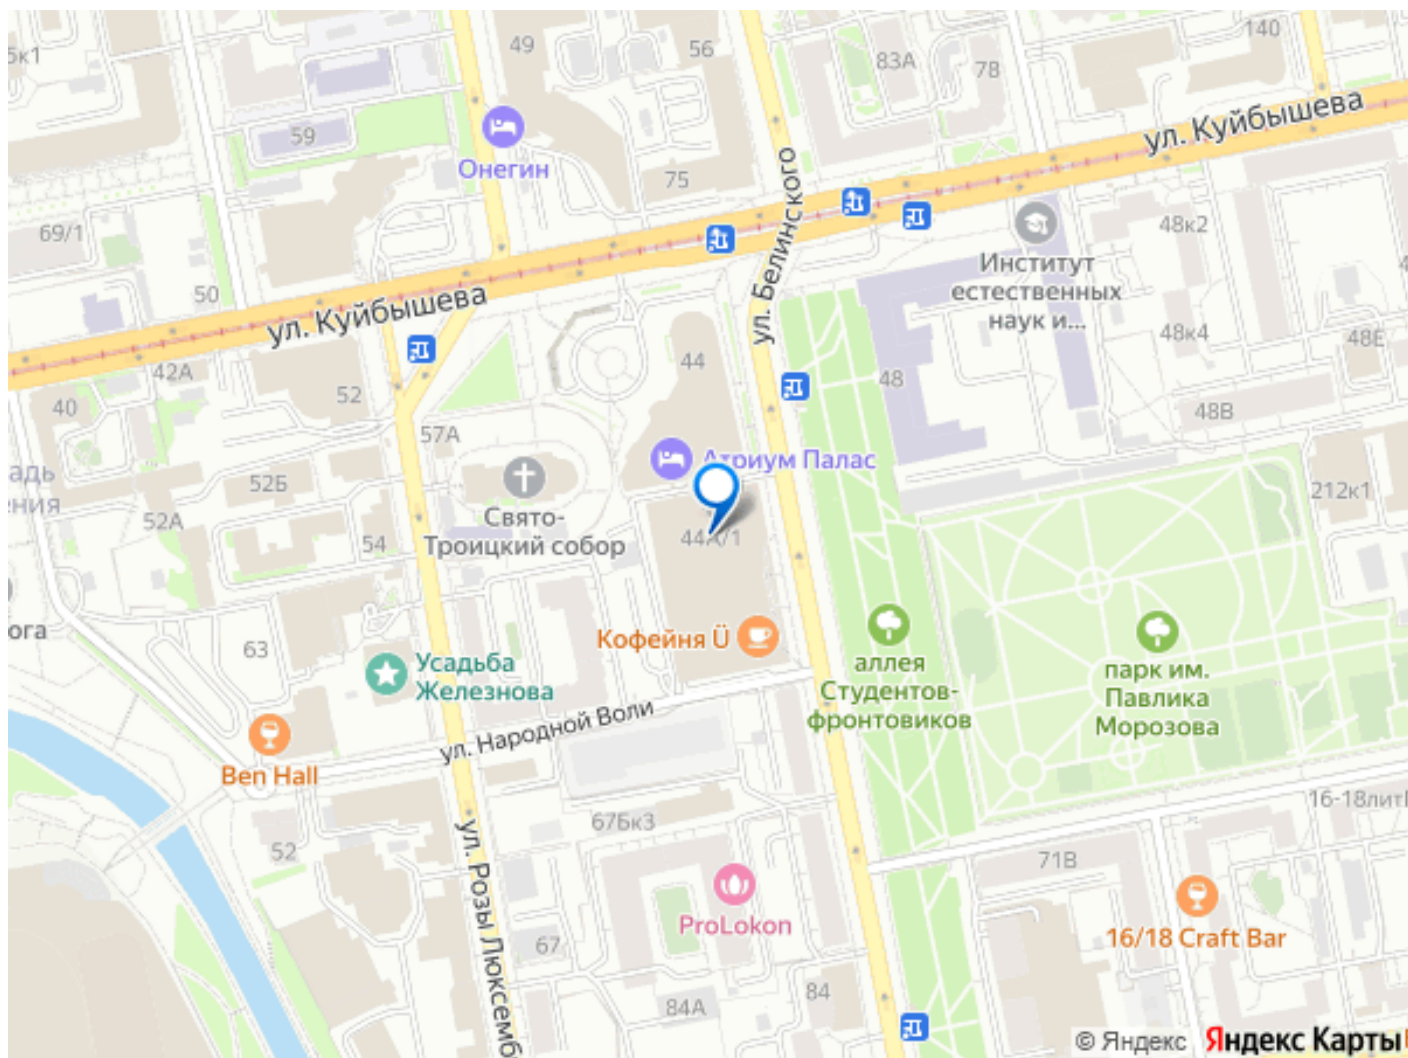 5к1
49
56
83А
78
140
59
Онегин
75
ул. Куйбышева
ул. Белинского
69/1
48к2
Институт
естественных
наук и...
50
ул. Куйбышева
44
48к4
48Е
42А
52
48
40
57А
48В
Атриум Палас
52Б
52А
212к1
Свято-
Троицкий собор
54
44А/1
ога
63
Кофейня Ü
Усадьба
Железнова
аллея
Студентов-
фронтовиков
парк им.
Павлика
Морозова
ул. Народной Воли
Ben Hall
67Бк3
16-18лит
52
71В
ул. Розы Люксемб
ProLokon
16/18 Craft Bar
67
84А
84
© Яндекс
Яндекс Карты